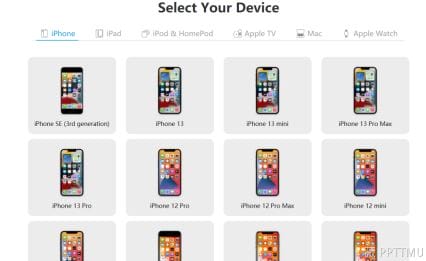 Select Your Device
iPhone iPad iPod & HomePod Apple TV Mac Apple Watch
iPhone SE (3rd generation) iPhone 13 iPhone 13 mini iPhone 13 Pro Max
iPhone 13 Pro iPhone 12 Pro iPhone 12 Pro Max iPhone 12 mini
PPTTMU